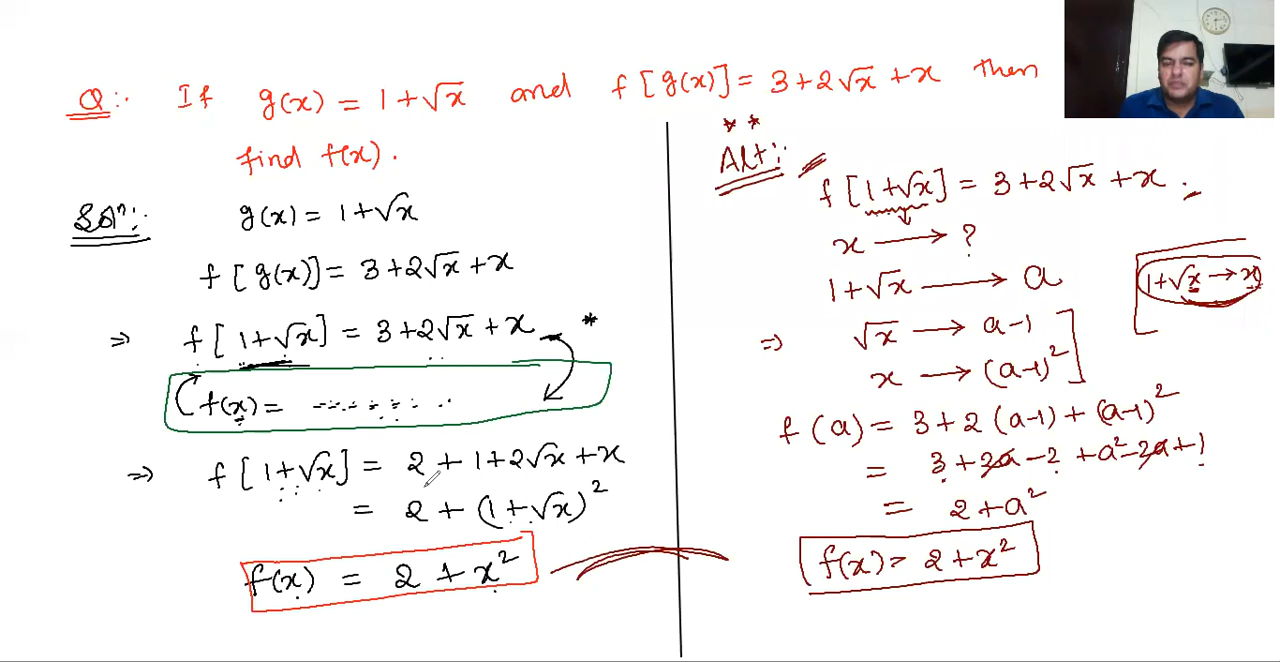 Q:- If g(x) = 1+√x and f[g(x)] = 3+2√x+x then
find f(x).
Solⁿ:-
g(x) = 1+√x
f[g(x)] = 3+2√x+x
⇒ f[1+√x] = 3+2√x+x *
f(x) = -- - - - - - -
⇒ f[1+√x] = 2+1+2√x+x
= 2+(1+√x)²
f(x) = 2+x²
* *
Alt:-
f[1+√x] = 3+2√x+x.
x → ?
1+√x → a
1+√x → x
⇒ √x → a-1
x → (a-1)²
f(a) = 3+2(a-1)+(a-1)²
= 3+2a-2+a²-2a+1
= 2+a²
f(x) = 2+x²